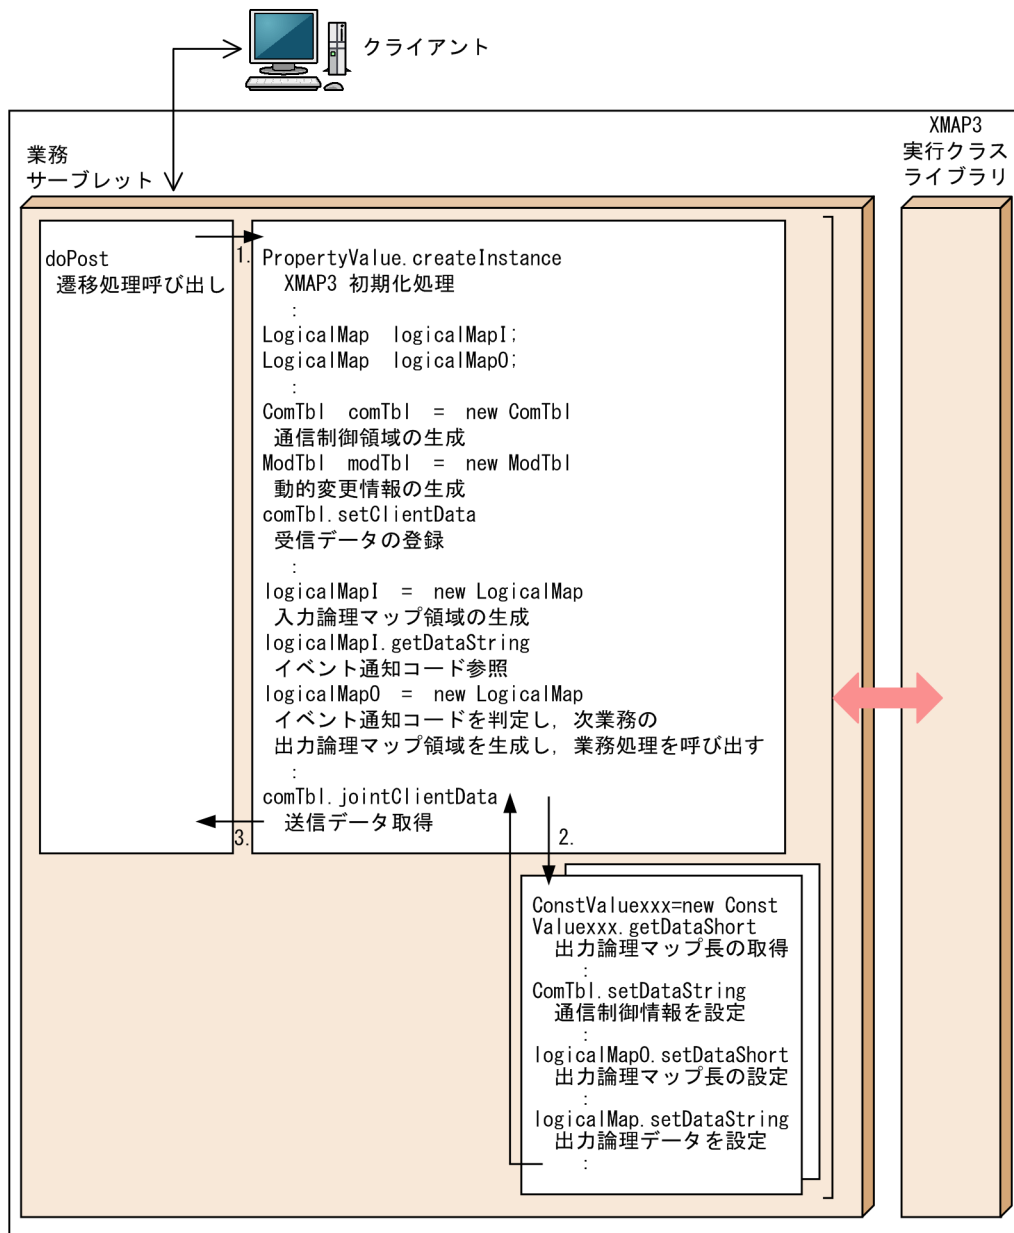 クライアント
XMAP3
実行クラス
ライブラリ
業務
サーブレット
doPost
遷移処理呼び出し
1.
PropertyValue.createInstance
XMAP3 初期化処理
:
LogicalMap logicalMapI;
LogicalMap logicalMapO;
:
ComTbl comTbl = new ComTbl
通信制御領域の生成
ModTbl modTbl = new ModTbl
動的変更情報の生成
comTbl.setClientData
受信データの登録
:
logicalMapI = new LogicalMap
入力論理マップ領域の生成
logicalMapI.getDataString
イベント通知コード参照
logicalMapO = new LogicalMap
イベント通知コードを判定し，次業務の
出力論理マップ領域を生成し，業務処理を呼び出す
:
comTbl.jointClientData
送信データ取得
3.
2.
ConstValuexxx=new Const
Valuexxx.getDataShort
出力論理マップ長の取得
:
ComTbl.setDataString
通信制御情報を設定
:
logicalMapO.setDataShort
出力論理マップ長の設定
:
logicalMap.setDataString
出力論理データを設定
: